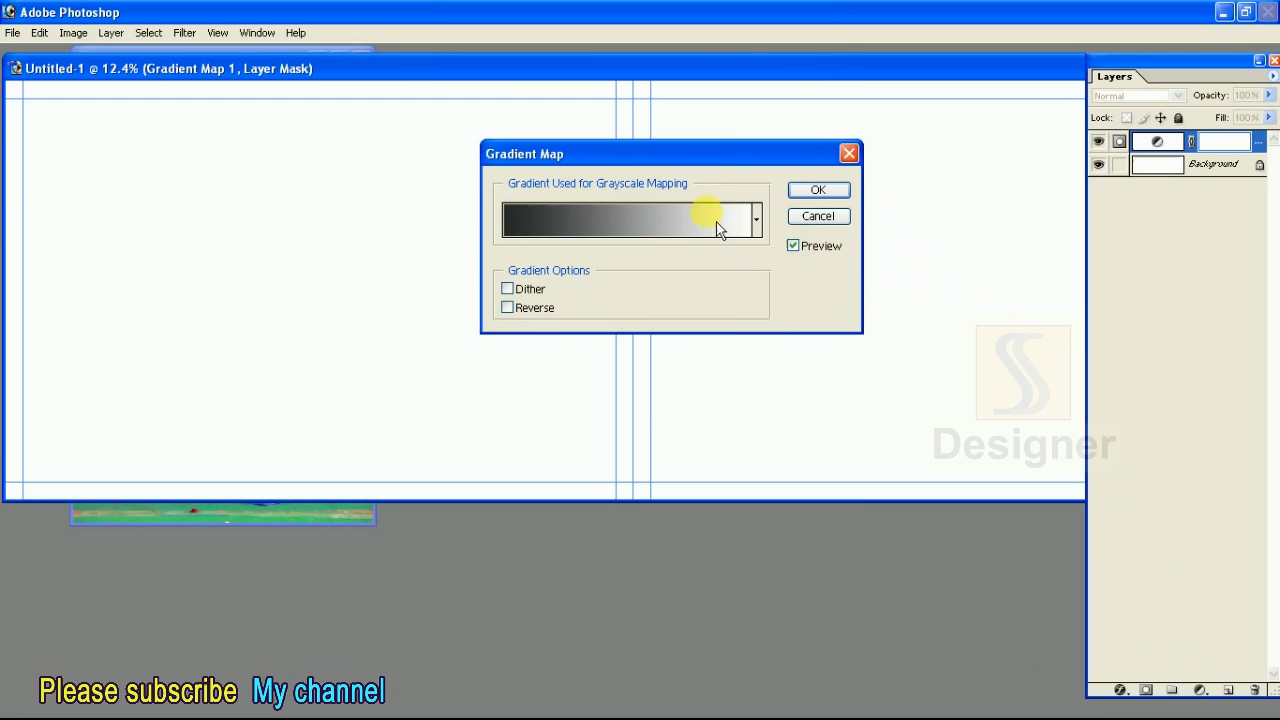 Adobe Photoshop
File Edit Image Layer Select Filter View Window Help
Untitled-1 @ 12.4% (Gradient Map 1, Layer Mask)
Layers
Normal Opacity: 100%
Lock: Fill: 100%
Background
Gradient Map
Gradient Used for Grayscale Mapping
OK
Cancel
Preview
Gradient Options
Dither
Reverse
Designer
Please subscribe My channel